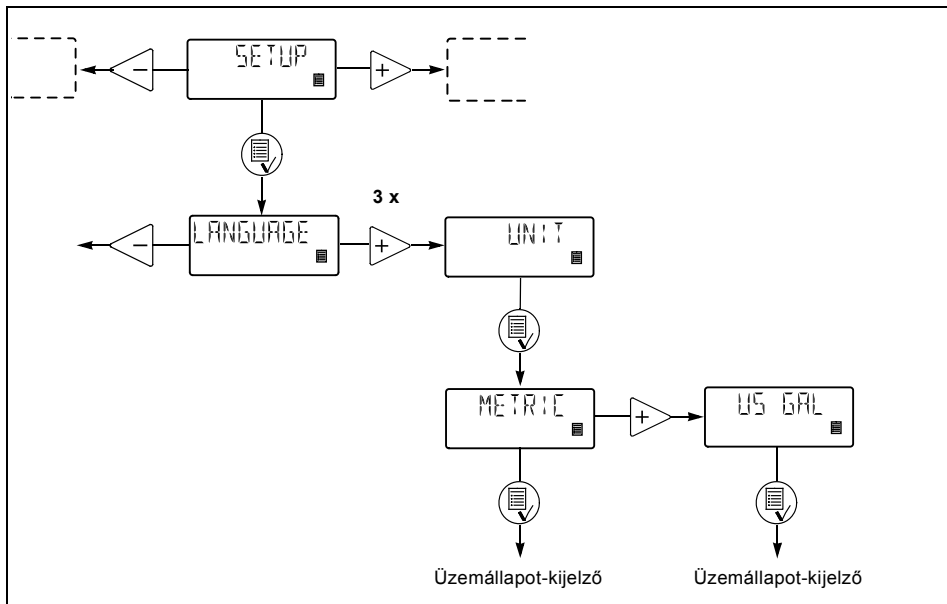 SETUP
3 x
LANGUAGE
UNIT
METRIC
US GAL
Üzemállapot-kijelző
Üzemállapot-kijelző